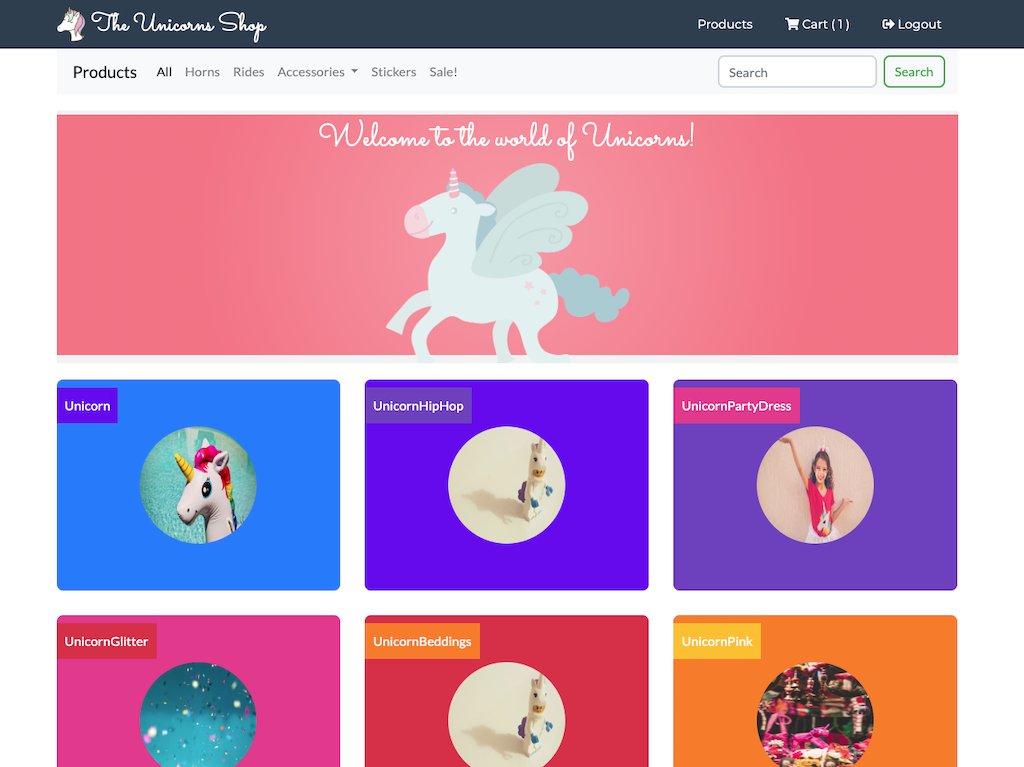 The Unicorns Shop
Products
Cart ( 1 )
Logout
Products
All
Horns
Rides
Accessories
Stickers
Sale!
Search
Search
Welcome to the world of Unicorns!
Unicorn
UnicornHipHop
UnicornPartyDress
UnicornGlitter
UnicornBeddings
UnicornPink